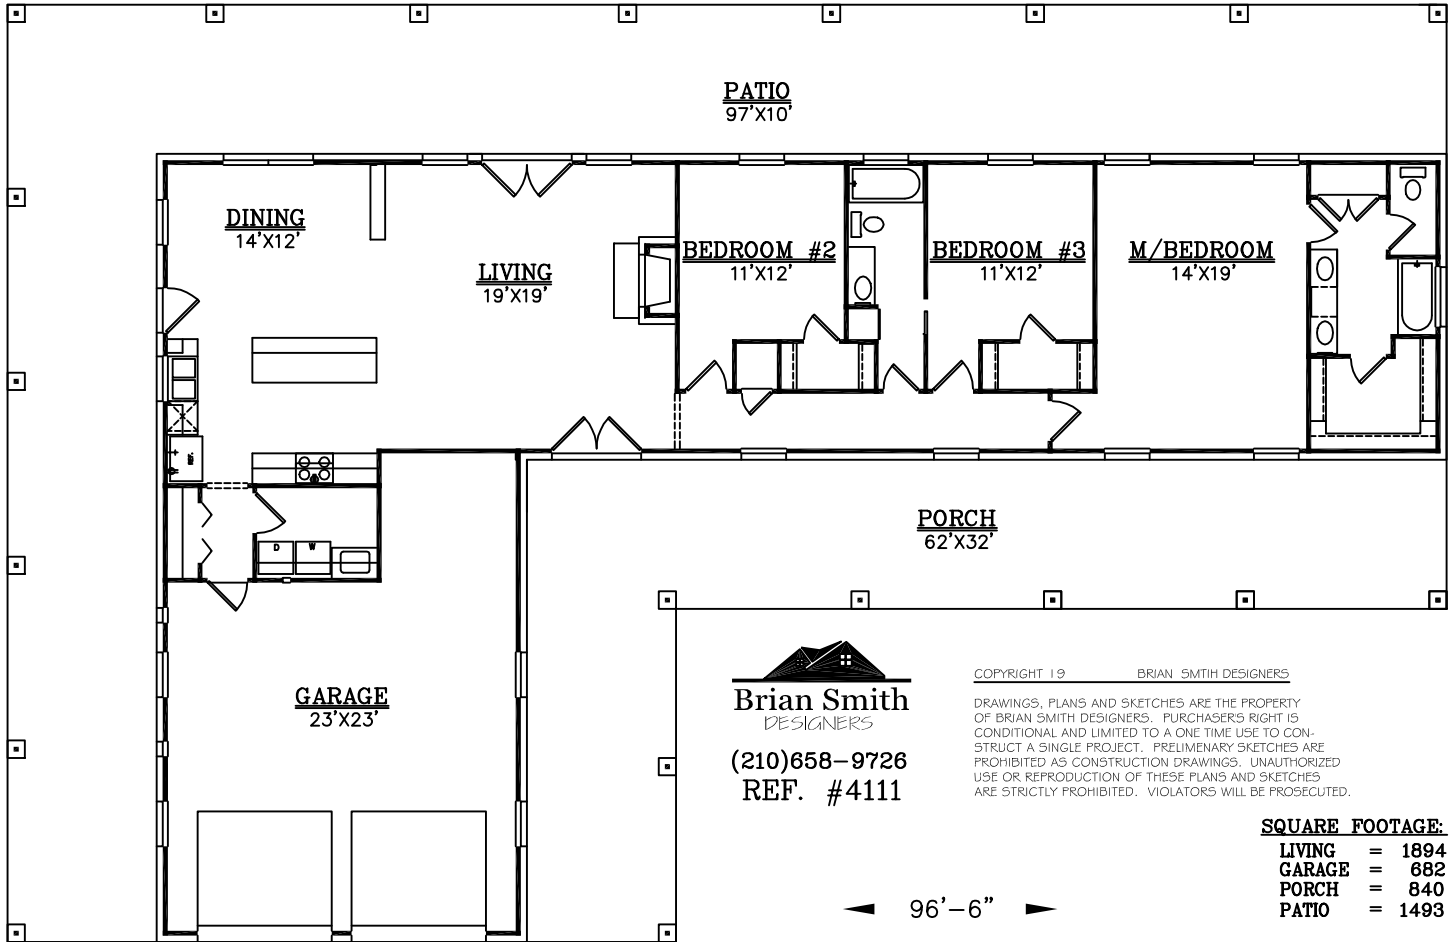 PATIO
97'X10'
DINING
14'X12'
LIVING
19'X19'
BEDROOM #2
11'X12'
BEDROOM #3
11'X12'
M/BEDROOM
14'X19'
REF.
D
W
PORCH
62'X32'
GARAGE
23'X23'
Brian Smith
DESIGNERS
(210)658-9726
REF. #4111
COPYRIGHT 19 BRIAN SMTIH DESIGNERS
DRAWINGS, PLANS AND SKETCHES ARE THE PROPERTY
OF BRIAN SMITH DESIGNERS. PURCHASER'S RIGHT IS
CONDITIONAL AND LIMITED TO A ONE TIME USE TO CON-
STRUCT A SINGLE PROJECT. PRELIMENARY SKETCHES ARE
PROHIBITED AS CONSTRUCTION DRAWINGS. UNAUTHORIZED
USE OR REPRODUCTION OF THESE PLANS AND SKETCHES
ARE STRICTLY PROHIBITED. VIOLATORS WILL BE PROSECUTED.
SQUARE FOOTAGE:
LIVING = 1894
GARAGE = 682
PORCH = 840
PATIO = 1493
96'-6"